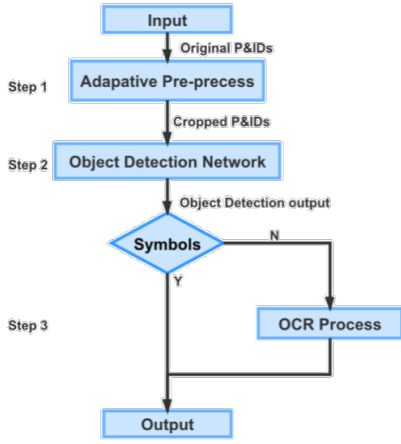 Input
Original P&IDs
Step 1
Adapative Pre-precess
Cropped P&IDs
Step 2
Object Detection Network
Object Detection output
Symbols
N
Y
Step 3
OCR Process
Output